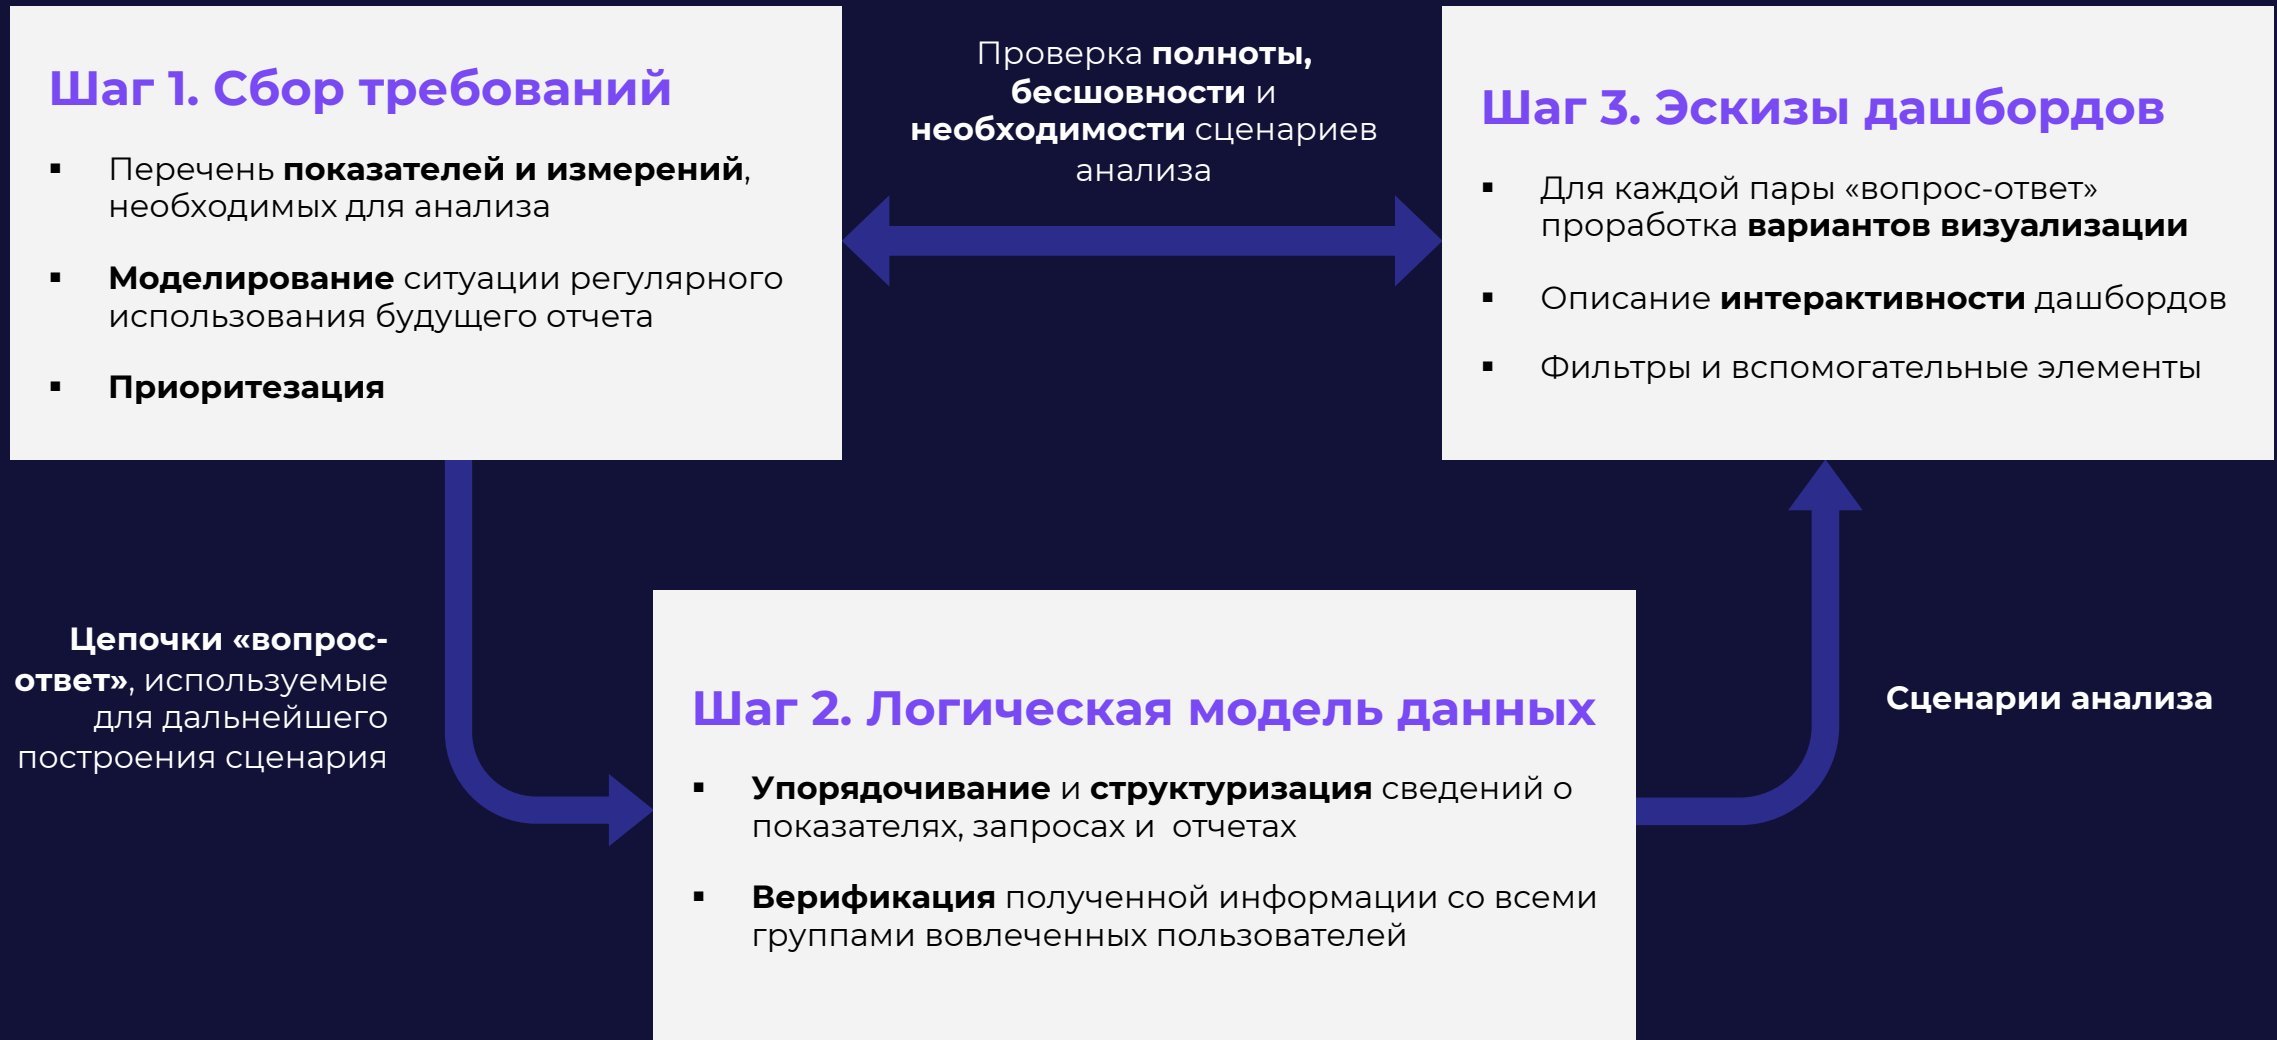 Шаг 1. Сбор требований
▪ Перечень показателей и измерений,
необходимых для анализа
▪ Моделирование ситуации регулярного
использования будущего отчета
▪ Приоритезация
Проверка полноты,
бесшовности и
необходимости сценариев
анализа
Шаг 3. Эскизы дашбордов
▪ Для каждой пары «вопрос-ответ»
проработка вариантов визуализации
▪ Описание интерактивности дашбордов
▪ Фильтры и вспомогательные элементы
Цепочки «вопрос-
ответ», используемые
для дальнейшего
построения сценария
Шаг 2. Логическая модель данных
▪ Упорядочивание и структуризация сведений о
показателях, запросах и  отчетах
▪ Верификация полученной информации со всеми
группами вовлеченных пользователей
Сценарии анализа